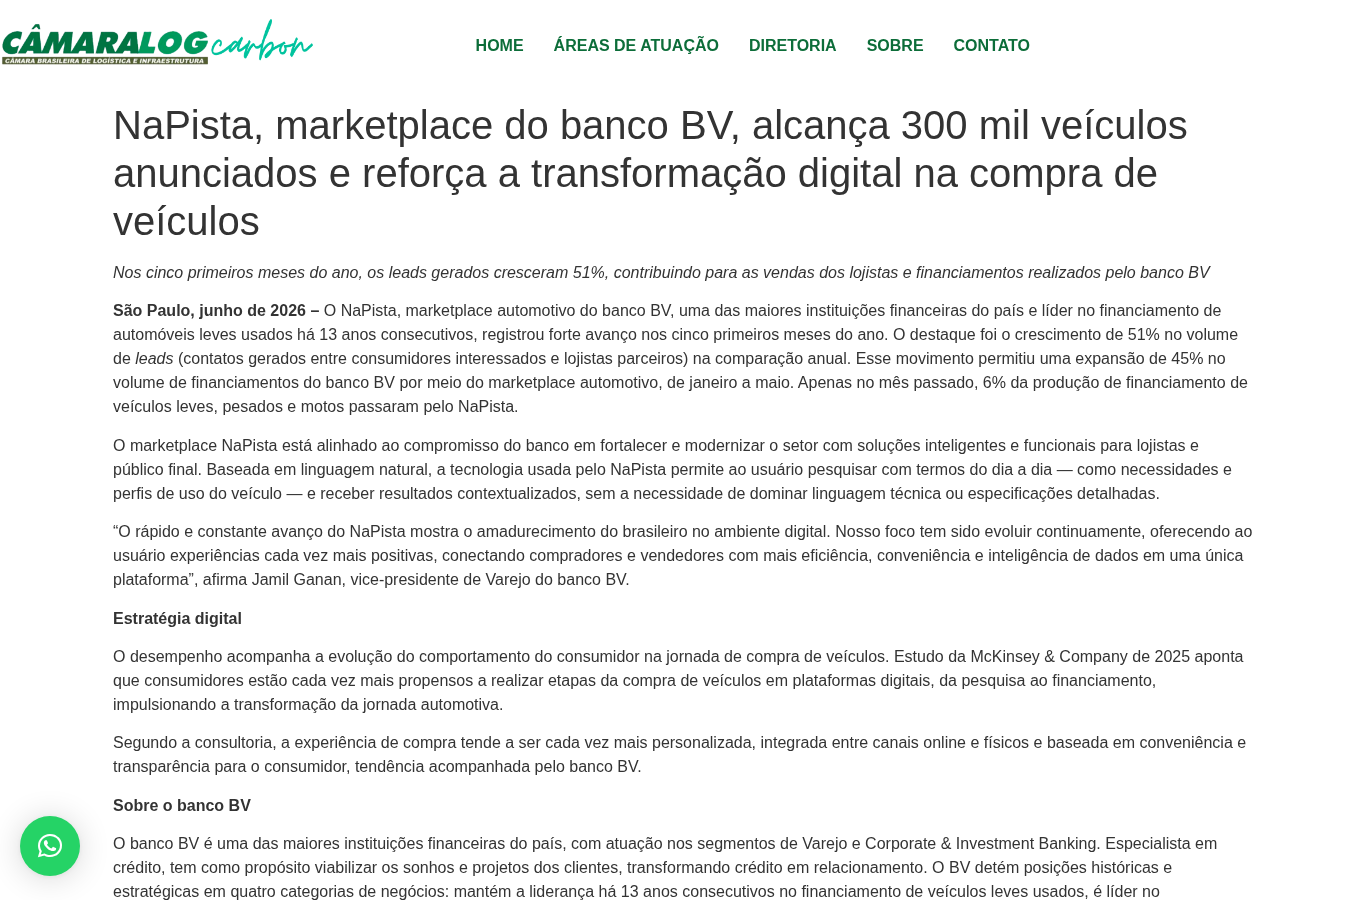 CÂMARALOG carbon
CÂMARA BRASILEIRA DE LOGÍSTICA E INFRAESTRUTURA
HOME ÁREAS DE ATUAÇÃO DIRETORIA SOBRE CONTATO
NaPista, marketplace do banco BV, alcança 300 mil veículos
anunciados e reforça a transformação digital na compra de
veículos
Nos cinco primeiros meses do ano, os leads gerados cresceram 51%, contribuindo para as vendas dos lojistas e financiamentos realizados pelo banco BV
São Paulo, junho de 2026 – O NaPista, marketplace automotivo do banco BV, uma das maiores instituições financeiras do país e líder no financiamento de
automóveis leves usados há 13 anos consecutivos, registrou forte avanço nos cinco primeiros meses do ano. O destaque foi o crescimento de 51% no volume
de leads (contatos gerados entre consumidores interessados e lojistas parceiros) na comparação anual. Esse movimento permitiu uma expansão de 45% no
volume de financiamentos do banco BV por meio do marketplace automotivo, de janeiro a maio. Apenas no mês passado, 6% da produção de financiamento de
veículos leves, pesados e motos passaram pelo NaPista.
O marketplace NaPista está alinhado ao compromisso do banco em fortalecer e modernizar o setor com soluções inteligentes e funcionais para lojistas e
público final. Baseada em linguagem natural, a tecnologia usada pelo NaPista permite ao usuário pesquisar com termos do dia a dia — como necessidades e
perfis de uso do veículo — e receber resultados contextualizados, sem a necessidade de dominar linguagem técnica ou especificações detalhadas.
“O rápido e constante avanço do NaPista mostra o amadurecimento do brasileiro no ambiente digital. Nosso foco tem sido evoluir continuamente, oferecendo ao
usuário experiências cada vez mais positivas, conectando compradores e vendedores com mais eficiência, conveniência e inteligência de dados em uma única
plataforma”, afirma Jamil Ganan, vice-presidente de Varejo do banco BV.
Estratégia digital
O desempenho acompanha a evolução do comportamento do consumidor na jornada de compra de veículos. Estudo da McKinsey & Company de 2025 aponta
que consumidores estão cada vez mais propensos a realizar etapas da compra de veículos em plataformas digitais, da pesquisa ao financiamento,
impulsionando a transformação da jornada automotiva.
Segundo a consultoria, a experiência de compra tende a ser cada vez mais personalizada, integrada entre canais online e físicos e baseada em conveniência e
transparência para o consumidor, tendência acompanhada pelo banco BV.
Sobre o banco BV
O banco BV é uma das maiores instituições financeiras do país, com atuação nos segmentos de Varejo e Corporate & Investment Banking. Especialista em
crédito, tem como propósito viabilizar os sonhos e projetos dos clientes, transformando crédito em relacionamento. O BV detém posições históricas e
estratégicas em quatro categorias de negócios: mantém a liderança há 13 anos consecutivos no financiamento de veículos leves usados, é líder no